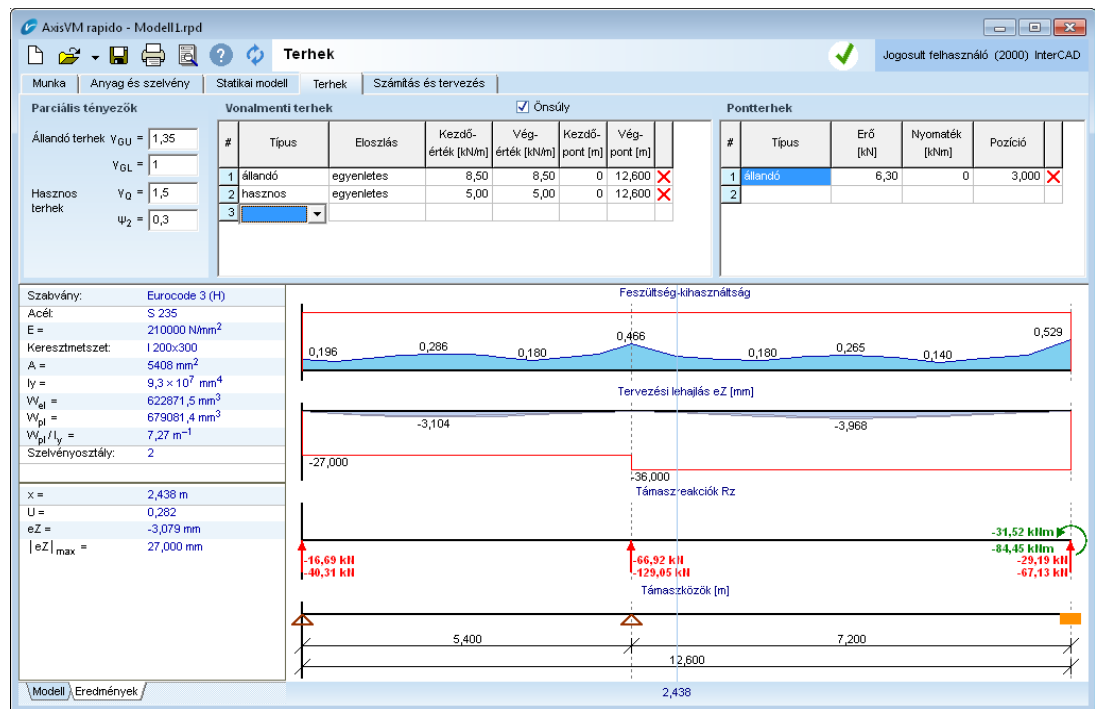 AxisVM rapido - Modell1.rpd
Terhek
Jogosult felhasználó (2000) InterCAD
Munka Anyag és szelvény Statikai modell Terhek Számítás és tervezés
Parciális tényezők
Állandó terhek γGU = 1,35
γGL = 1
Hasznos terhek γQ = 1,5
ψ2 = 0,3
Vonalmenti terhek Önsúly
# Típus Eloszlás Kezdő-érték [kN/m] Vég-érték [kN/m] Kezdő-pont [m] Vég-pont [m]
1 állandó egyenletes 8,50 8,50 0 12,600
2 hasznos egyenletes 5,00 5,00 0 12,600
3
Pontterhek
# Típus Erő [kN] Nyomaték [kNm] Pozíció
1 állandó 6,30 0 3,000
2
Szabvány: Eurocode 3 (H)
Acél: S 235
E = 210000 N/mm2
Keresztmetszet: I 200×300
A = 5408 mm2
Iy = 9,3 × 10^7 mm4
Wel = 622871,5 mm3
Wpl = 679081,4 mm3
Wpl / Iy = 7,27 m−1
Szelvényosztály: 2
x = 2,438 m
U = 0,282
eZ = -3,079 mm
|eZ| max = 27,000 mm
Modell Eredmények
Feszültség-kihasználtság
0,196 0,286 0,180 0,466 0,180 0,265 0,140 0,529
Tervezési lehajlás eZ [mm]
-3,104 -3,968
-27,000 -36,000
Támaszreakciók Rz
-31,52 kNm
-84,45 kNm
-16,69 kN -66,92 kN -29,19 kN
-40,31 kN -129,05 kN -67,13 kN
Támaszközök [m]
5,400 7,200
12,600
2,438